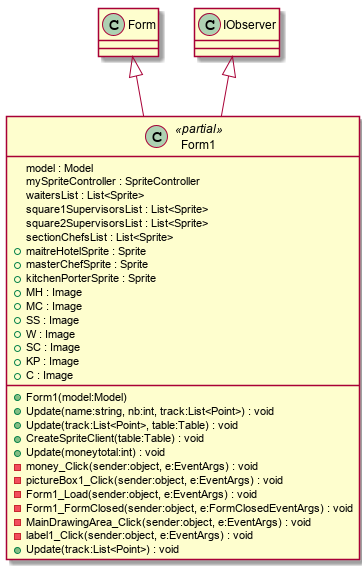 C Form
C IObserver
C «partial»
Form1
model : Model
mySpriteController : SpriteController
waitersList : List<Sprite>
square1SupervisorsList : List<Sprite>
square2SupervisorsList : List<Sprite>
sectionChefsList : List<Sprite>
maitreHotelSprite : Sprite
masterChefSprite : Sprite
kitchenPorterSprite : Sprite
MH : Image
MC : Image
SS : Image
W : Image
SC : Image
KP : Image
C : Image
Form1(model:Model)
Update(name:string, nb:int, track:List<Point>) : void
Update(track:List<Point>, table:Table) : void
CreateSpriteClient(table:Table) : void
Update(moneytotal:int) : void
money_Click(sender:object, e:EventArgs) : void
pictureBox1_Click(sender:object, e:EventArgs) : void
Form1_Load(sender:object, e:EventArgs) : void
Form1_FormClosed(sender:object, e:FormClosedEventArgs) : void
MainDrawingArea_Click(sender:object, e:EventArgs) : void
label1_Click(sender:object, e:EventArgs) : void
Update(track:List<Point>) : void